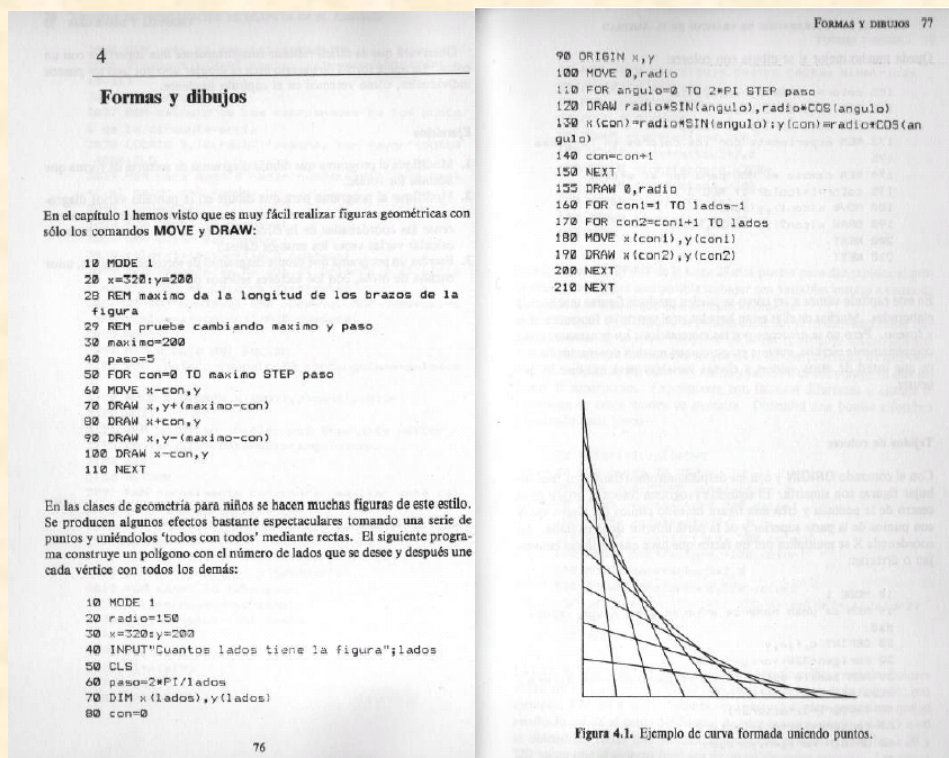 4
Formas y dibujos
En el capítulo 1 hemos visto que es muy fácil realizar figuras geométricas con
sólo los comandos MOVE y DRAW:
10 MODE 1
20 x=320:y=200
28 REM maximo da la longitud de los brazos de la
figura
29 REM pruebe cambiando maximo y paso
30 maximo=200
40 paso=5
50 FOR con=0 TO maximo STEP paso
60 MOVE x-con,y
70 DRAW x,y+(maximo-con)
80 DRAW x+con,y
90 DRAW x,y-(maximo-con)
100 DRAW x-con,y
110 NEXT
En las clases de geometría para niños se hacen muchas figuras de este estilo.
Se producen algunos efectos bastante espectaculares tomando una serie de
puntos y uniéndolos 'todos con todos' mediante rectas. El siguiente progra-
ma construye un polígono con el número de lados que se desee y después une
cada vértice con todos los demás:
10 MODE 1
20 radio=150
30 x=320:y=200
40 INPUT"Cuantos lados tiene la figura";lados
50 CLS
60 paso=2*PI/lados
70 DIM x(lados),y(lados)
80 con=0
76
FORMAS Y DIBUJOS 77
90 ORIGIN x,y
100 MOVE 0,radio
110 FOR angulo=0 TO 2*PI STEP paso
120 DRAW radio*SIN(angulo),radio*COS(angulo)
130 x(con)=radio*SIN(angulo):y(con)=radio*COS(an
gulo)
140 con=con+1
150 NEXT
155 DRAW 0,radio
160 FOR con1=1 TO lados-1
170 FOR con2=con1+1 TO lados
180 MOVE x(con1),y(con1)
190 DRAW x(con2),y(con2)
200 NEXT
210 NEXT
Figura 4.1. Ejemplo de curva formada uniendo puntos.